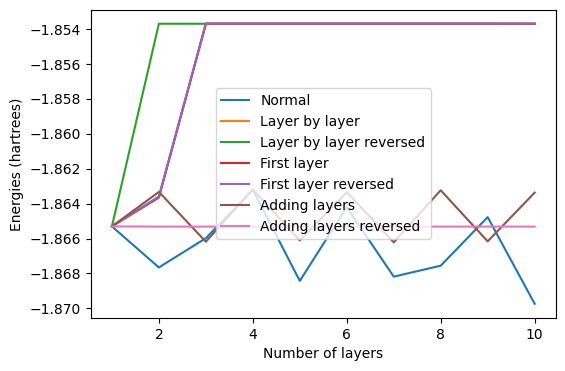 −1.854
−1.856
−1.858
−1.860
−1.862
−1.864
−1.866
−1.868
−1.870
Energies (hartrees)
Normal
Layer by layer
Layer by layer reversed
First layer
First layer reversed
Adding layers
Adding layers reversed
2
4
6
8
10
Number of layers